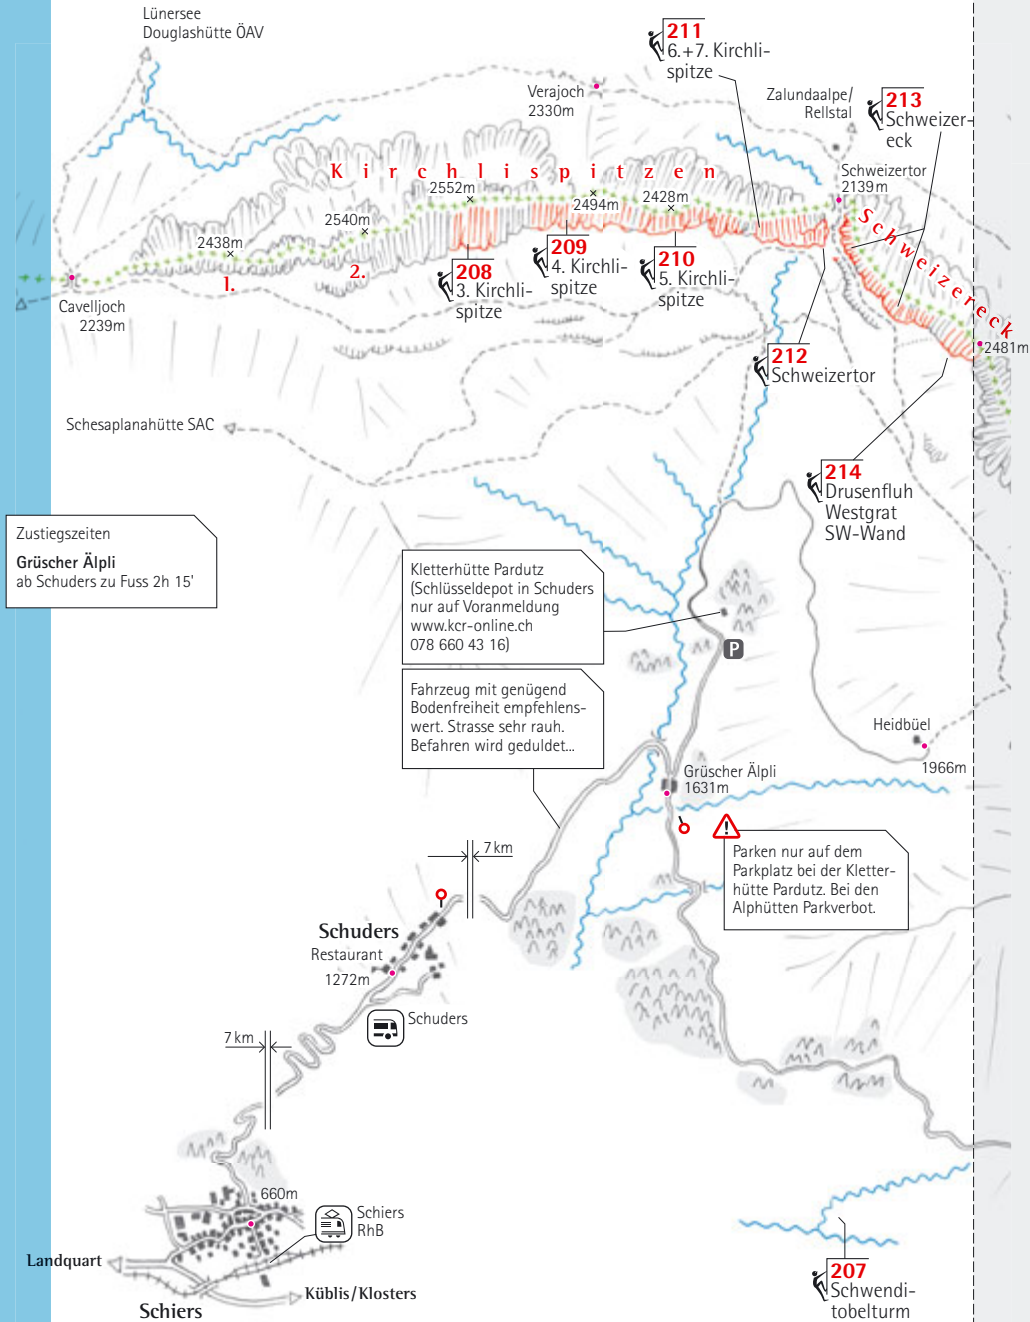 Lünersee
Douglashütte ÖAV
211
6.+7. Kirchli-
spitze
Verajoch
2330m
Zalundaalpe/
Rellstal
213
Schweizer-
eck
Kirchlispitzen
Schweizertor
2139m
2552m
2494m
2428m
2540m
2438m
Schweizereck
1.
2.
208
3. Kirchli-
spitze
209
4. Kirchli-
spitze
210
5. Kirchli-
spitze
Cavelljoch
2239m
2481m
212
Schweizertor
Schesaplanahütte SAC
214
Drusenfluh
Westgrat
SW-Wand
Zustiegszeiten
Grüscher Älpli
ab Schuders zu Fuss 2h 15'
Kletterhütte Pardutz
(Schlüsseldepot in Schuders
nur auf Voranmeldung
www.kcr-online.ch
078 660 43 16)
P
Fahrzeug mit genügend
Bodenfreiheit empfehlens-
wert. Strasse sehr rauh.
Befahren wird geduldet...
Heidbüel
1966m
Grüscher Älpli
1631m
Parken nur auf dem
Parkplatz bei der Kletter-
hütte Pardutz. Bei den
Alphütten Parkverbot.
7 km
Schuders
Restaurant
1272m
Schuders
7 km
660m
Schiers
RhB
Landquart
Küblis/Klosters
Schiers
207
Schwendi-
tobelturm